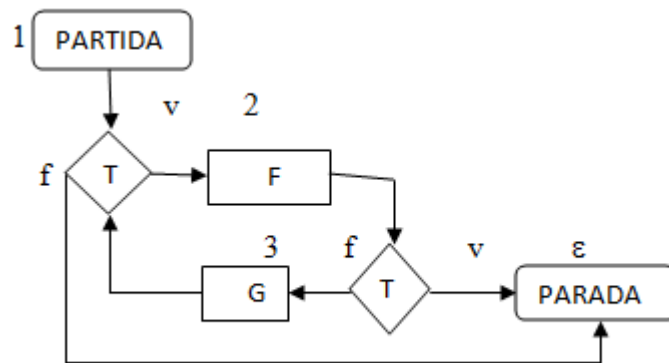 1 PARTIDA
v 2
f T F
3 f v ε
G T PARADA